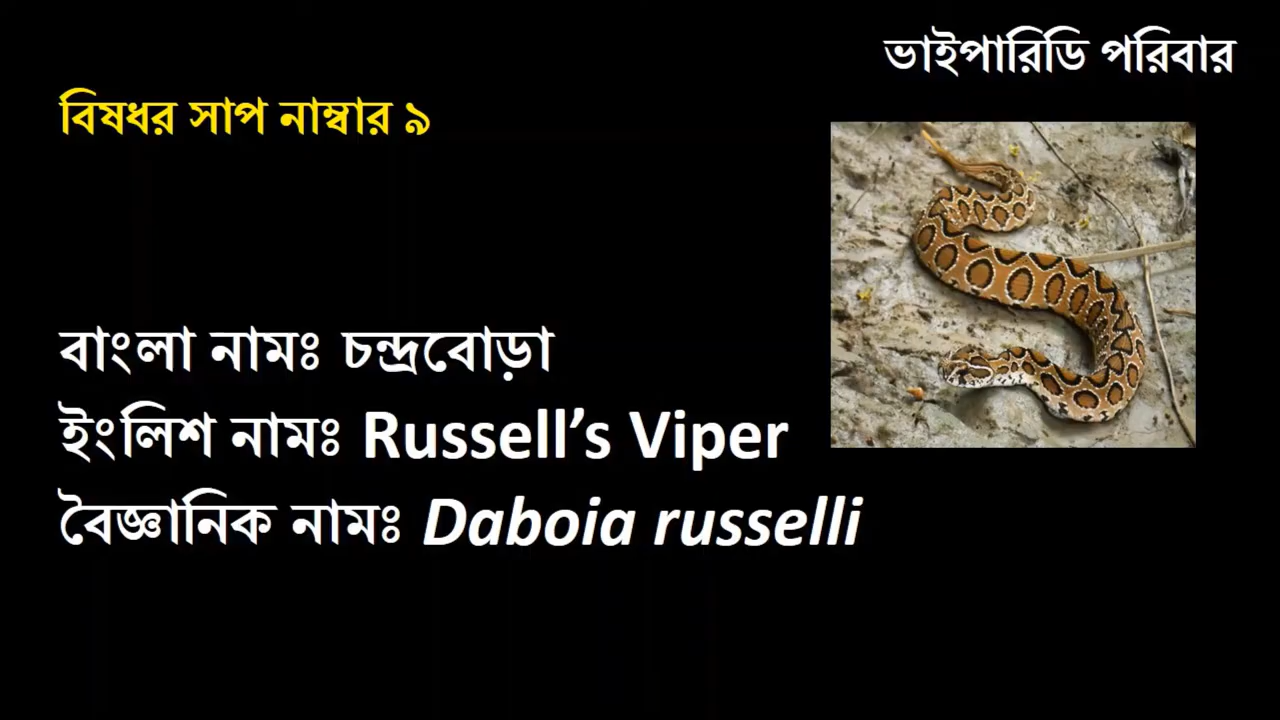 ভাইপারিডি পরিবার
বিষধর সাপ নাম্বার ৯
বাংলা নামঃ চন্দ্রবোড়া
ইংলিশ নামঃ Russell’s Viper
বৈজ্ঞানিক নামঃ Daboia russelli